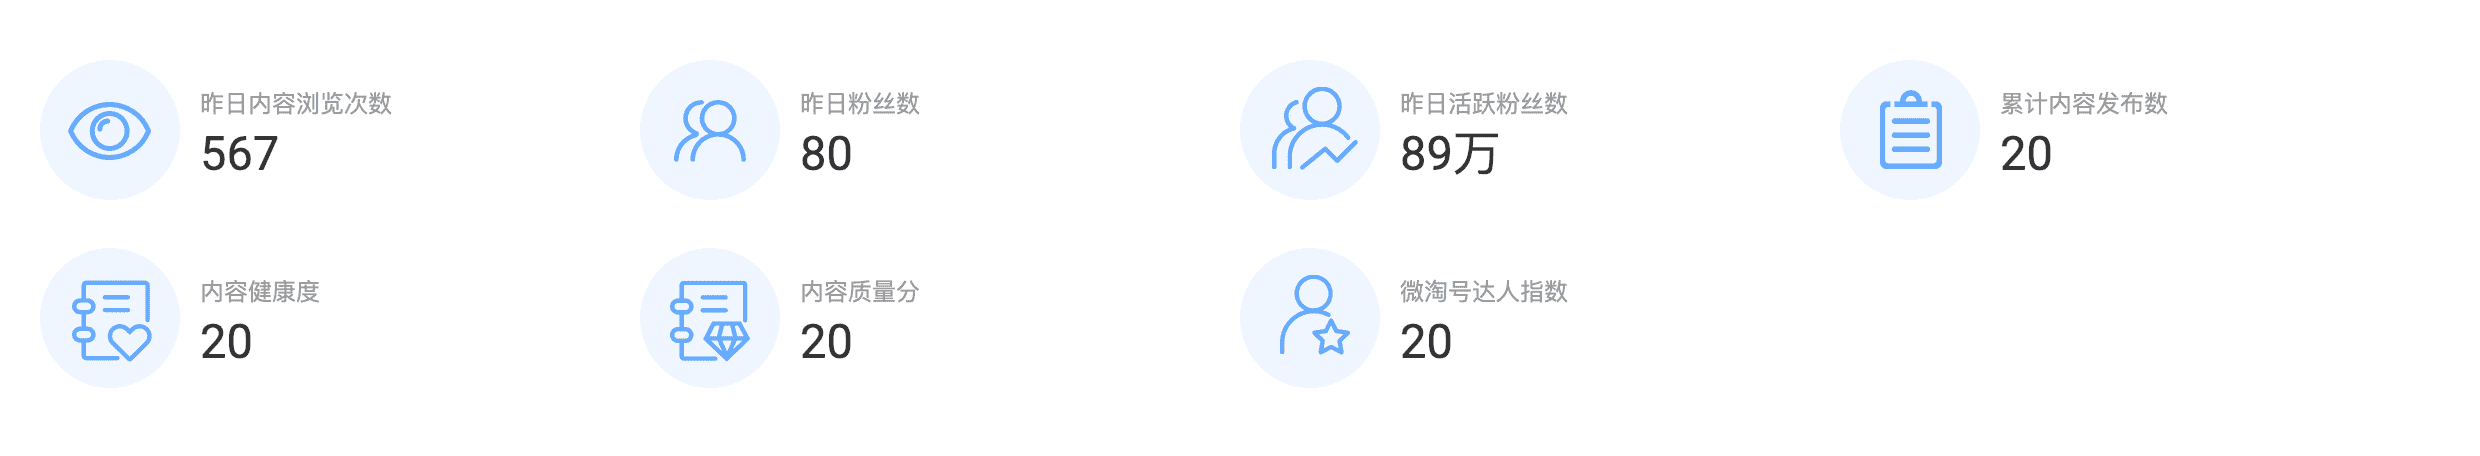 昨日内容浏览次数
567
昨日粉丝数
80
昨日活跃粉丝数
89万
累计内容发布数
20
内容健康度
20
内容质量分
20
微淘号达人指数
20